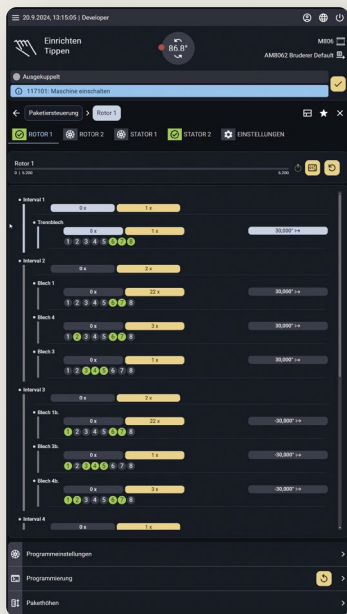 20.9.2024, 13:15:05 | Developer
Einrichten
Tippen
86.8°
M806
AM8062 Bruderer Default
Ausgekuppelt
117101: Maschine einschalten
Paketiersteuerung > Rotor 1
ROTOR 1 ROTOR 2 STATOR 1 STATOR 2 EINSTELLUNGEN
Rotor 1
0 | 6.200 6.200
Interval 1
0 x 1 x
Trennblech
0 x 1 x 30,000°
1 2 3 4 5 6 7 8
Interval 2
0 x 2 x
Blech 1
0 x 22 x 30,000°
1 2 3 4 5 6 7 8
Blech 4
0 x 3 x 30,000°
1 2 3 4 5 6 7 8
Blech 3
0 x 1 x 30,000°
1 2 3 4 5 6 7 8
Interval 3
0 x 2 x
Blech 1b.
0 x 22 x -30,000°
1 2 3 4 5 6 7 8
Blech 3b.
0 x 1 x -30,000°
1 2 3 4 5 6 7 8
Blech 4b.
0 x 3 x -30,000°
1 2 3 4 5 6 7 8
Interval 4
0 x 1 x
Programmeinstellungen
Programmierung
Pakethöhen